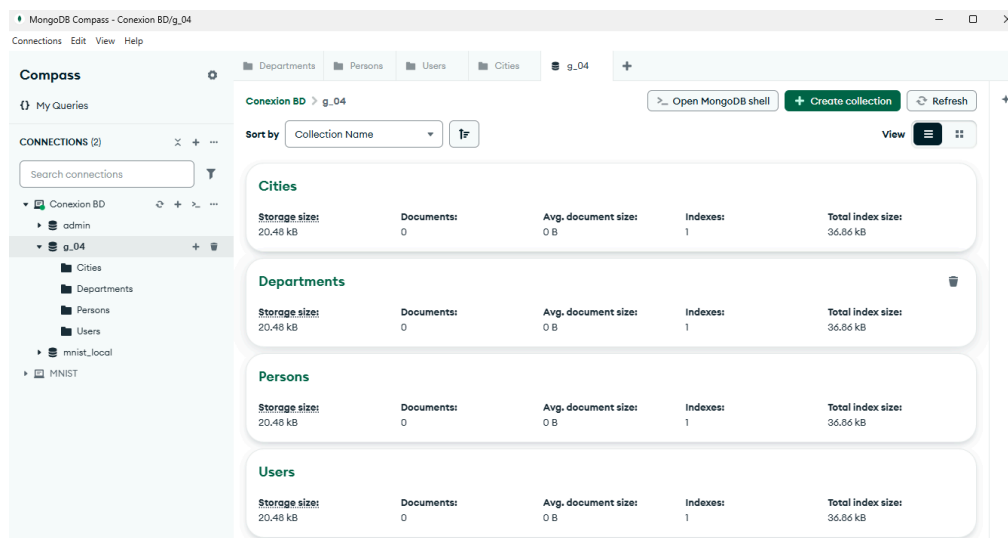 MongoDB Compass - Conexion BD/g_04
Connections Edit View Help
Compass
{} My Queries
CONNECTIONS (2)
Search connections
Conexion BD
admin
g_04
Cities
Departments
Persons
Users
mnist_local
MNIST
Departments Persons Users Cities g_04
Conexion BD > g_04
>_ Open MongoDB shell + Create collection Refresh
Sort by Collection Name View
Cities
Storage size: Documents: Avg. document size: Indexes: Total index size:
20.48 kB 0 0 B 1 36.86 kB
Departments
Storage size: Documents: Avg. document size: Indexes: Total index size:
20.48 kB 0 0 B 1 36.86 kB
Persons
Storage size: Documents: Avg. document size: Indexes: Total index size:
20.48 kB 0 0 B 1 36.86 kB
Users
Storage size: Documents: Avg. document size: Indexes: Total index size:
20.48 kB 0 0 B 1 36.86 kB